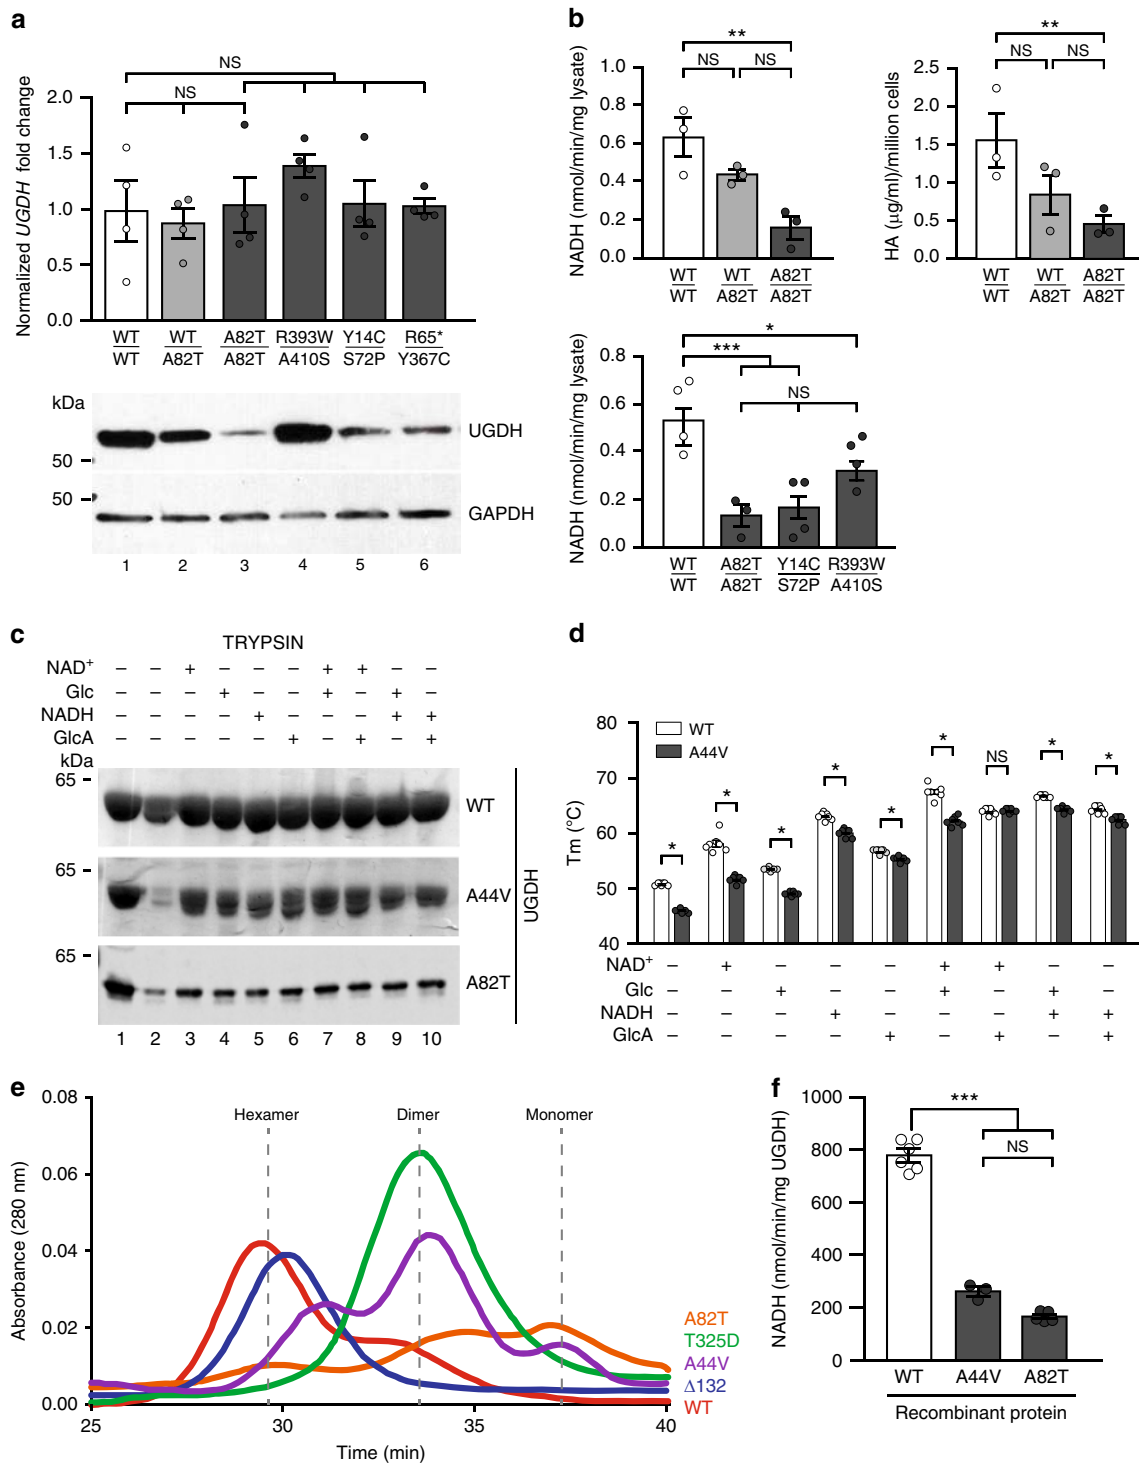 a
NS
NS
Normalized UGDH fold change
2.0
1.5
1.0
0.5
0.0
WT WT A82T R393W Y14C R65*
WT A82T A82T A410S S72P Y367C
kDa
UGDH
50
50
GAPDH
1 2 3 4 5 6
b
**
NS NS
NADH (nmol/min/mg lysate)
1.0
0.8
0.6
0.4
0.2
0.0
WT WT A82T
WT A82T A82T
**
NS NS
HA (µg/ml)/million cells
2.5
2.0
1.5
1.0
0.5
0.0
WT WT A82T
WT A82T A82T
*
***
NS
NADH (nmol/min/mg lysate)
0.8
0.6
0.4
0.2
0.0
WT A82T Y14C R393W
WT A82T S72P A410S
c
TRYPSIN
NAD+ – – + – – – + + – –
Glc – – – + – – + – + –
NADH – – – – + – – – + +
GlcA – – – – – + – + – +
kDa
65
WT
65
A44V
65
A82T
UGDH
1 2 3 4 5 6 7 8 9 10
d
WT
A44V
Tm (°C)
80
70
60
50
40
* * * * * * NS * *
NAD+ – + – – – + + – –
Glc – – + – – + – + –
NADH – – – + – – – + +
GlcA – – – – + – + – +
e
Absorbance (280 nm)
0.08
0.06
0.04
0.02
0.00
Hexamer Dimer Monomer
A82T
T325D
A44V
Δ132
WT
25 30 35 40
Time (min)
f
***
NS
NADH (nmol/min/mg UGDH)
1000
800
600
400
200
0
WT A44V A82T
Recombinant protein